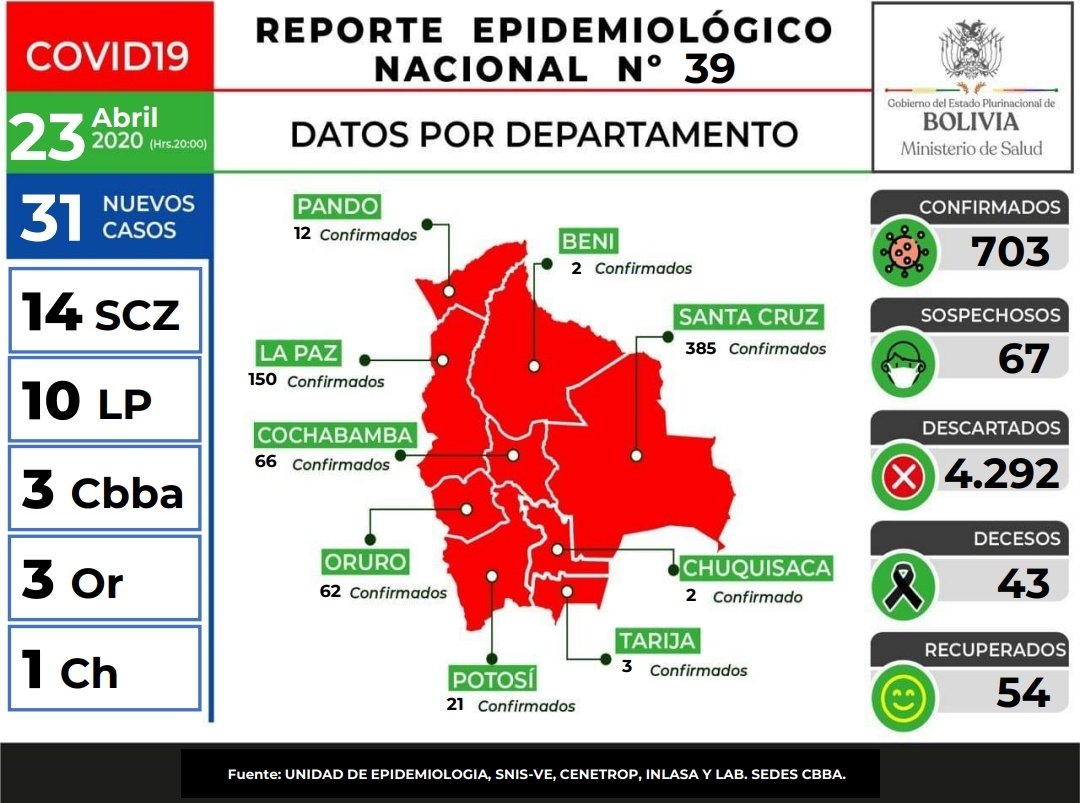 COVID19
REPORTE EPIDEMIOLÓGICO
NACIONAL N° 39
23 Abril
2020 (Hrs.20:00)
DATOS POR DEPARTAMENTO
Gobierno del Estado Plurinacional de
BOLIVIA
Ministerio de Salud
31 NUEVOS
CASOS
14 SCZ
10 LP
3 Cbba
3 Or
1 Ch
PANDO
12 Confirmados
BENI
2 Confirmados
SANTA CRUZ
385 Confirmados
LA PAZ
150 Confirmados
COCHABAMBA
66 Confirmados
ORURO
62 Confirmados
CHUQUISACA
2 Confirmado
TARIJA
3 Confirmados
POTOSÍ
21 Confirmados
CONFIRMADOS
703
SOSPECHOSOS
67
DESCARTADOS
4.292
DECESOS
43
RECUPERADOS
54
Fuente: UNIDAD DE EPIDEMIOLOGIA, SNIS-VE, CENETROP, INLASA Y LAB. SEDES CBBA.